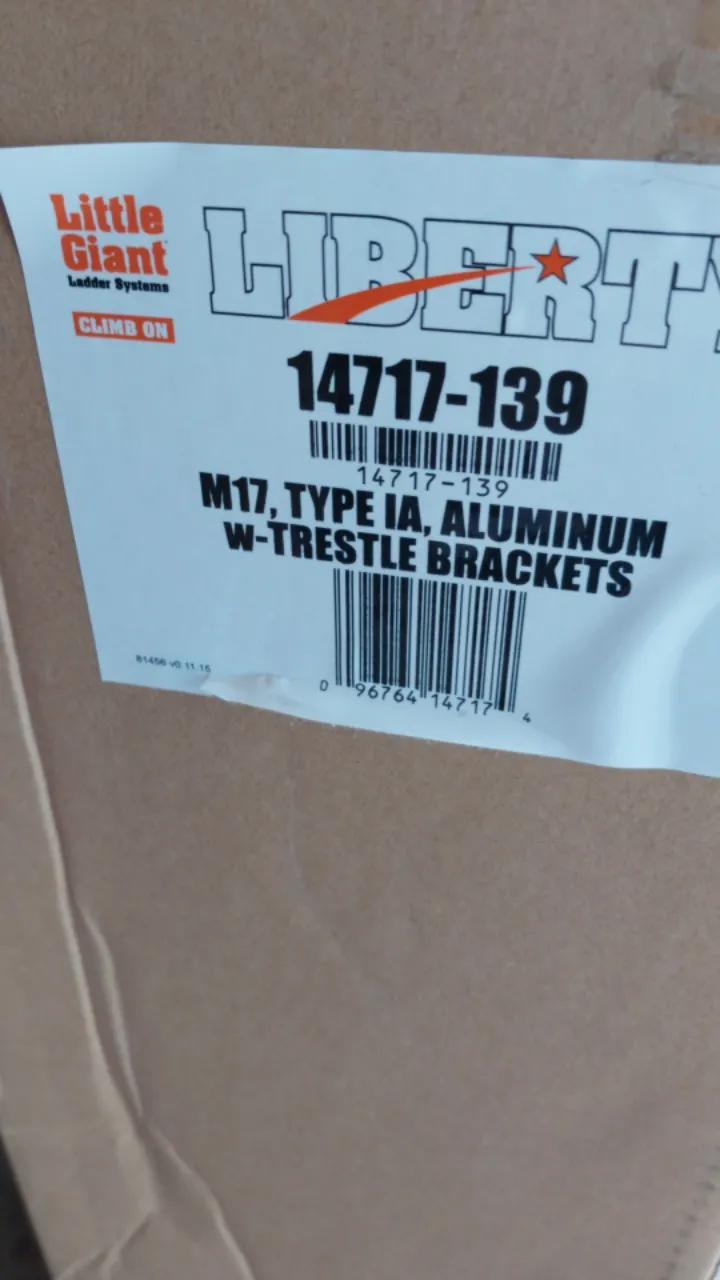 Little
Giant
Ladder Systems
CLIMB ON
LIBERTY
14717-139
14717-139
M17, TYPE IA, ALUMINUM
W-TRESTLE BRACKETS
81456 v0.11.15
0 96764 14717 4